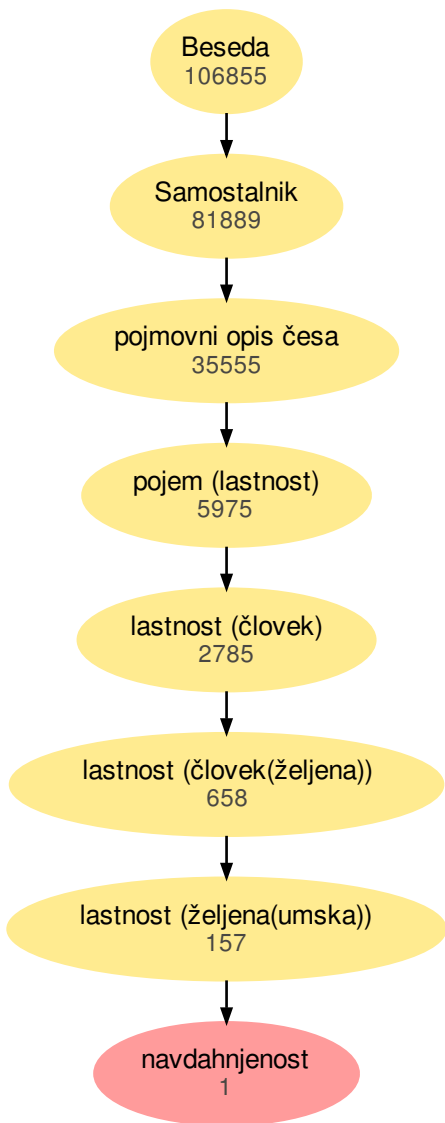 Beseda
106855
Samostalnik
81889
pojmovni opis česa
35555
pojem (lastnost)
5975
lastnost (človek)
2785
lastnost (človek(željena))
658
lastnost (željena(umska))
157
navdahnjenost
1